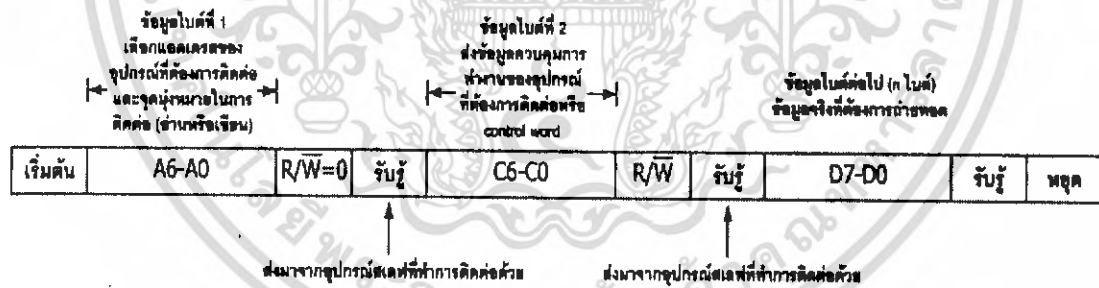 ข้อมูลไบต์ที่ 1
เลือกแอดเดรสของ
อุปกรณ์ที่ต้องการติดต่อ
และจุดมุ่งหมายในการ
ติดต่อ (อ่านหรือเขียน)
ข้อมูลไบต์ที่ 2
ส่งข้อมูลควบคุมการ
ทำงานของอุปกรณ์
ที่ต้องการติดต่อหรือ
control word
ข้อมูลไบต์ต่อไป (n ไบต์)
ข้อมูลจริงที่ต้องการถ่ายทอด
เริ่มต้น A6-A0 R/W̅=0 รับรู้ C6-C0 R/W̅ รับรู้ D7-D0 รับรู้ หยุด
ส่งมาจากอุปกรณ์สเลฟที่ทำการติดต่อด้วย ส่งมาจากอุปกรณ์สเลฟที่ทำการติดต่อด้วย